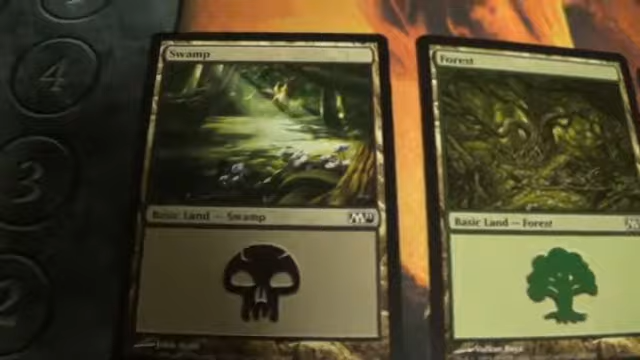 4
3
2
Swamp
Basic Land — Swamp
Forest
Basic Land — Forest